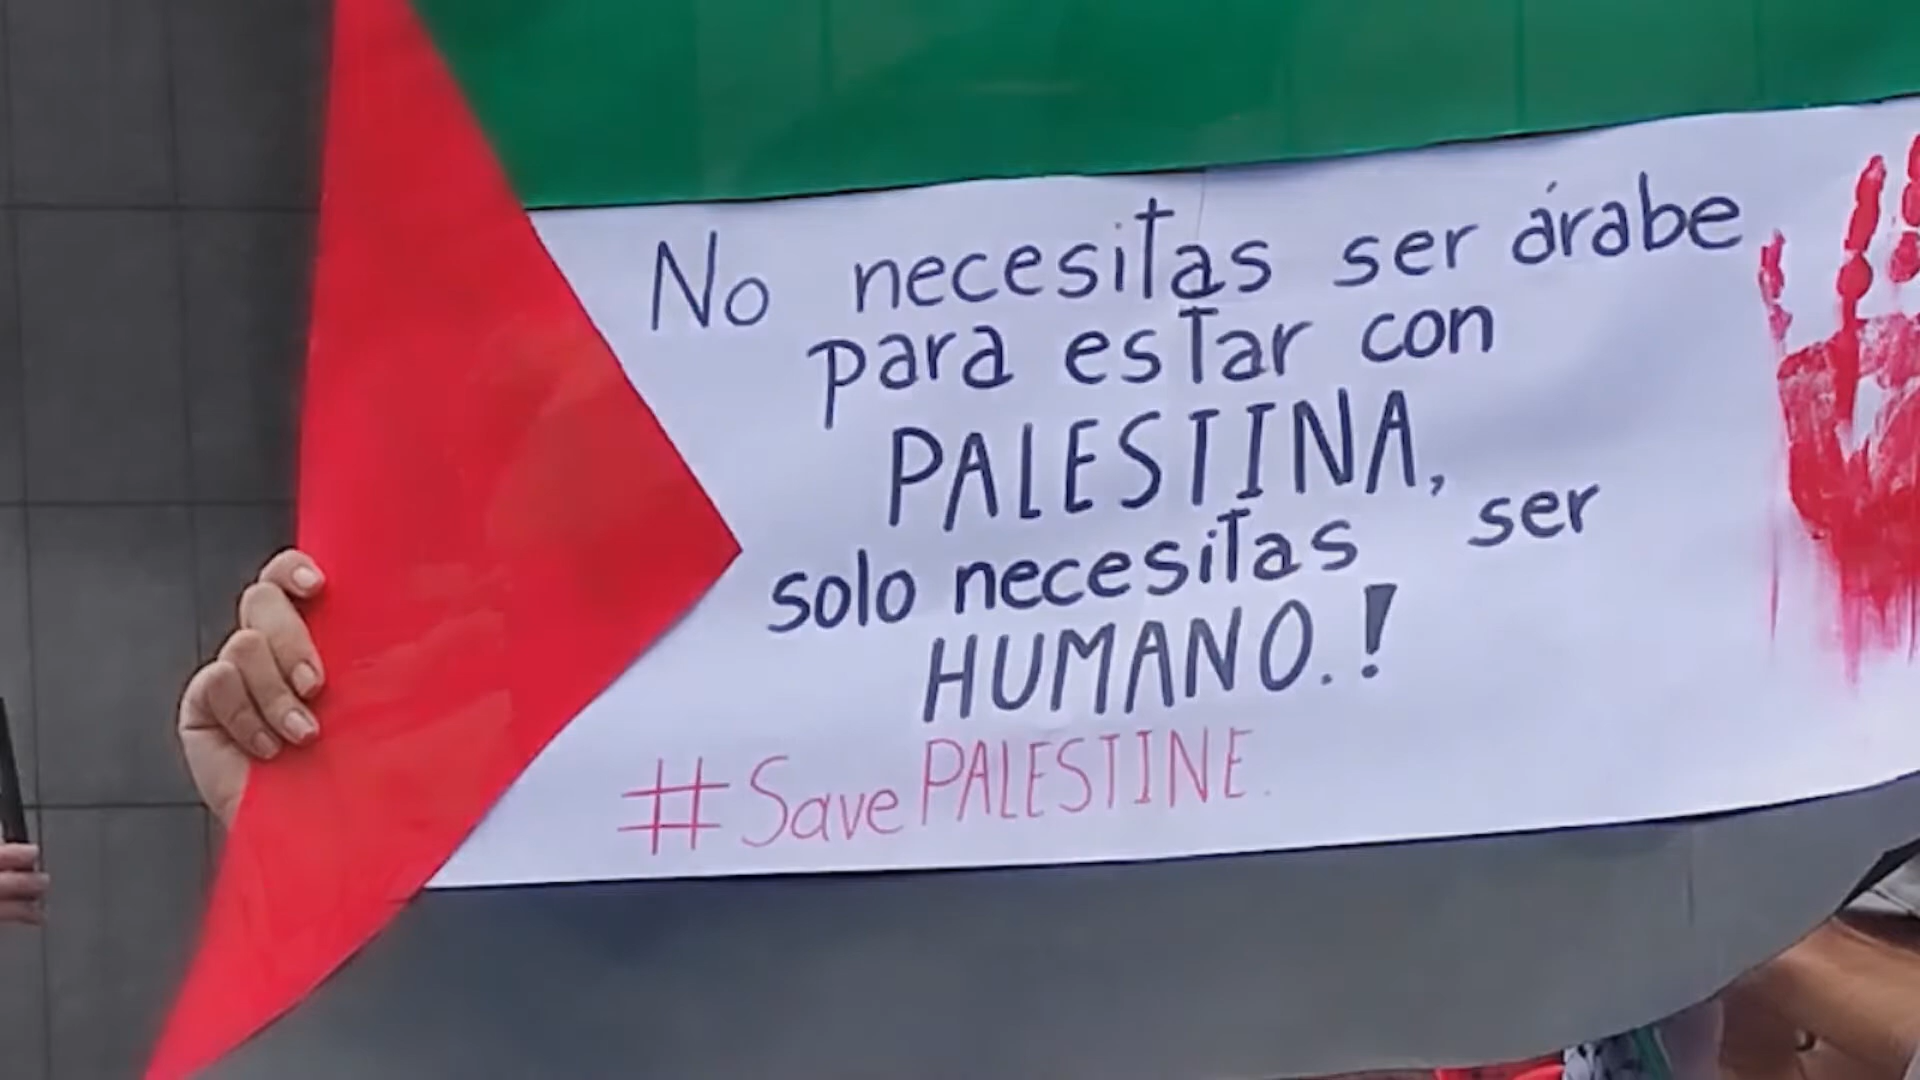 No necesitas ser árabe
para estar con
PALESTINA,
solo necesitas ser
HUMANO.!
#SavePALESTINE.